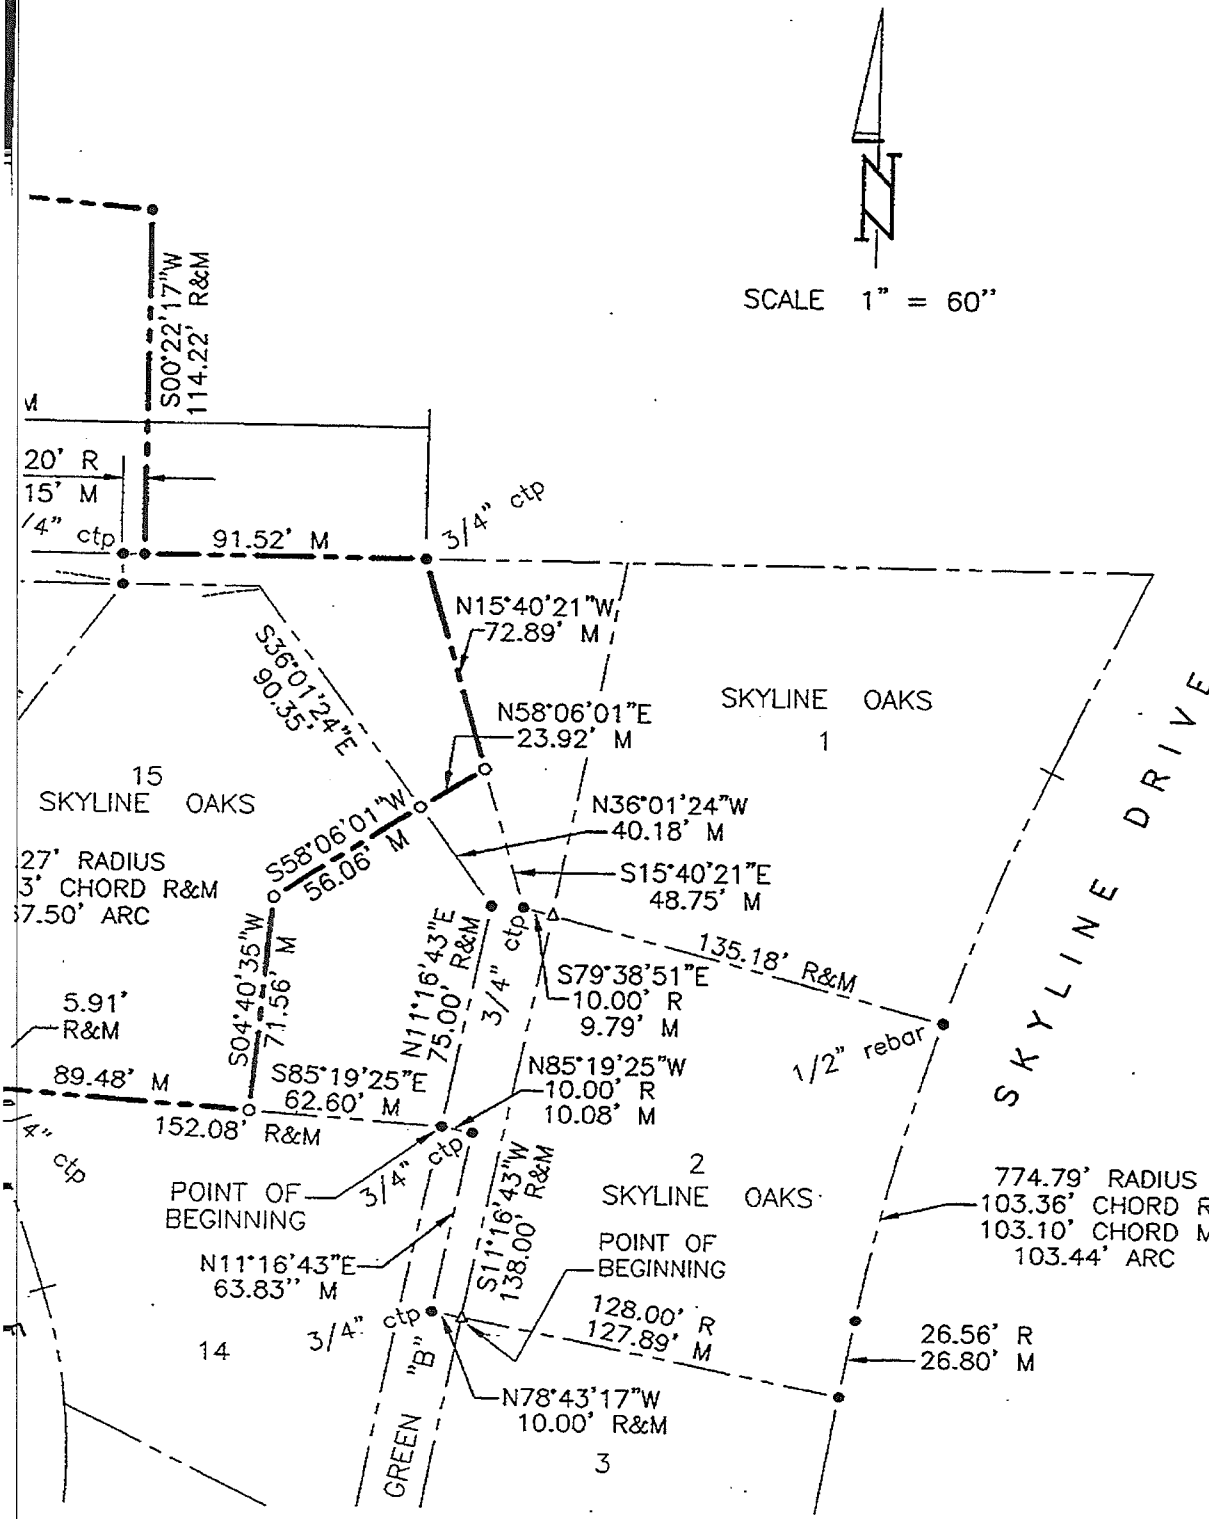 SCALE 1" = 60"
S00°22'17"W
114.22' R&M
M
20' R
15' M
/4" ctp
91.52' M
3/4" ctp
N15°40'21"W
72.89' M
S36°01'24"E
90.35'
N58°06'01"E
23.92' M
SKYLINE OAKS
1
SKYLINE DRIVE
15
SKYLINE OAKS
S58°06'01"W
56.06' M
N36°01'24"W
40.18' M
.27' RADIUS
3' CHORD R&M
37.50' ARC
S15°40'21"E
48.75' M
S04°40'35"W
71.56' M
N11°16'43"E
75.00' R&M
3/4" ctp
135.18' R&M
S79°38'51"E
10.00' R
9.79' M
5.91'
R&M
1/2" rebar
89.48' M
S85°19'25"E
62.60' M
N85°19'25"W
10.00' R
10.08' M
152.08' R&M
4" ctp
3/4" ctp
POINT OF
BEGINNING
S11°16'43"W
138.00' R&M
2
SKYLINE OAKS
774.79' RADIUS
103.36' CHORD R
103.10' CHORD M
103.44' ARC
N11°16'43"E
63.83" M
POINT OF
BEGINNING
3/4" ctp
128.00' R
127.89' M
26.56' R
26.80' M
14
GREEN "B"
N78°43'17"W
10.00' R&M
3